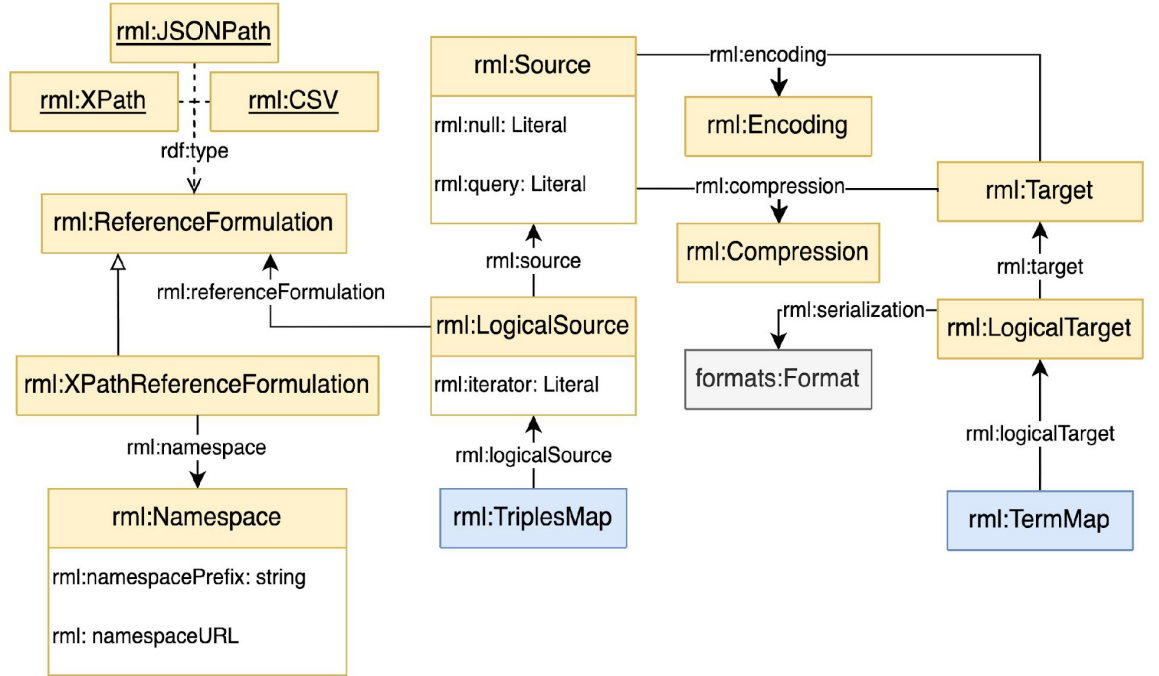 rml:JSONPath
rml:XPath
rml:CSV
rdf:type
rml:ReferenceFormulation
rml:referenceFormulation
rml:XPathReferenceFormulation
rml:namespace
rml:Namespace
rml:namespacePrefix: string
rml: namespaceURL
rml:Source
rml:null: Literal
rml:query: Literal
rml:source
rml:LogicalSource
rml:iterator: Literal
rml:logicalSource
rml:TriplesMap
rml:encoding
rml:Encoding
rml:compression
rml:Compression
rml:serialization
formats:Format
rml:Target
rml:target
rml:LogicalTarget
rml:logicalTarget
rml:TermMap